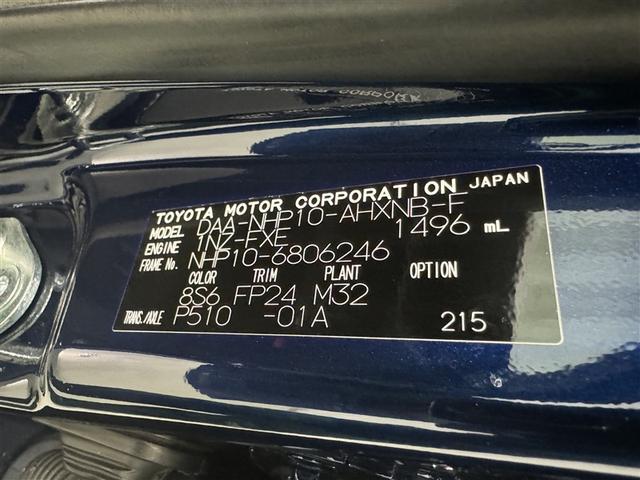 TOYOTA MOTOR CORPORATION JAPAN
MODEL DAA-NHP10-AHXNB-F
ENGINE 1NZ-FXE 1496 mL
FRAME No. NHP10-6806246
COLOR TRIM PLANT OPTION
8S6 FP24 M32
TRANS./AXLE P510 -01A 215